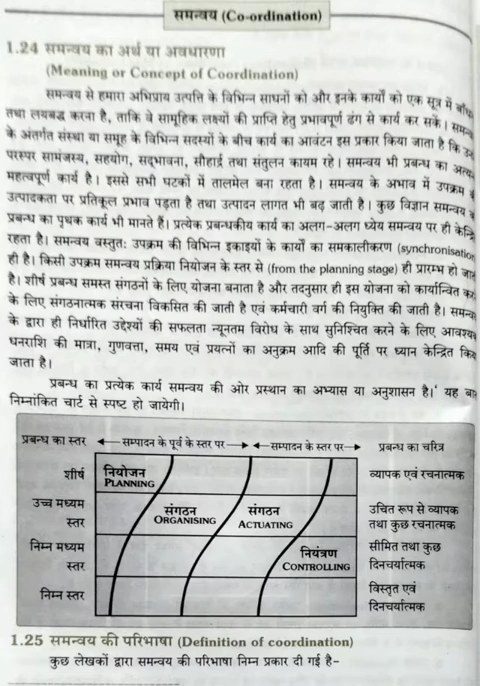 समन्वय (Co-ordination)
1.24 समन्वय का अर्थ या अवधारणा
(Meaning or Concept of Coordination)
समन्वय से हमारा अभिप्राय उत्पत्ति के विभिन्न साधनों को और इनके कार्यों को एक सूत्र में
तथा लयबद्ध करना है, ताकि वे सामूहिक लक्ष्यों की प्राप्ति हेतु प्रभावपूर्ण ढंग से कार्य कर सकें।
के अंतर्गत संस्था या समूह के विभिन्न सदस्यों के बीच कार्य का आवंटन इस प्रकार किया जाता है कि
परस्पर सामंजस्य, सहयोग, सद्‌भावना, सौहार्द्र तथा संतुलन कायम रहे। समन्वय भी प्रबन्ध का
महत्वपूर्ण कार्य है। इससे सभी घटकों में तालमेल बना रहता है। समन्वय के अभाव में उपक्रम
उत्पादकता पर प्रतिकूल प्रभाव पड़ता है तथा उत्पादन लागत भी बढ़ जाती है। कुछ विज्ञान समन्वय
प्रबन्ध का पृथक कार्य भी मानते हैं। प्रत्येक प्रबन्धकीय कार्य का अलग-अलग ध्येय समन्वय पर ही
रहता है। समन्वय वस्तुतः उपक्रम की विभिन्न इकाइयों के कार्यों का समकालीकरण (synchronisation
ही है। किसी उपक्रम समन्वय प्रक्रिया नियोजन के स्तर से (from the planning stage) ही प्रारम्भ हो
है। शीर्ष प्रबन्ध समस्त संगठनों के लिए योजना बनाता है और तदनुसार ही इस योजना को कार्यान्वित
के लिए संगठनात्मक संरचना विकसित की जाती है एवं कर्मचारी वर्ग की नियुक्ति की जाती है।
के द्वारा ही निर्धारित उद्देश्यों की सफलता न्यूनतम विरोध के साथ सुनिश्चित करने के लिए
धनराशि की मात्रा, गुणवत्ता, समय एवं प्रयत्नों का अनुक्रम आदि की पूर्ति पर ध्यान केन्द्रित
जाता है।
प्रबन्ध का प्रत्येक कार्य समन्वय की ओर प्रस्थान का अभ्यास या अनुशासन है।' यह
निम्नांकित चार्ट से स्पष्ट हो जायेगी।
प्रबन्ध का स्तर सम्पादन के पूर्व के स्तर पर सम्पादन के स्तर पर प्रबन्ध का चरित्र
शीर्ष नियोजन व्यापक एवं रचनात्मक
PLANNING
उच्च मध्यम संगठन संगठन उचित रूप से व्यापक
स्तर ORGANISING ACTUATING तथा कुछ रचनात्मक
निम्न मध्यम नियंत्रण सीमित तथा कुछ
स्तर CONTROLLING दिनचर्यात्मक
निम्न स्तर विस्तृत एवं
दिनचर्यात्मक
1.25 समन्वय की परिभाषा (Definition of coordination)
कुछ लेखकों द्वारा समन्वय की परिभाषा निम्न प्रकार दी गई है-